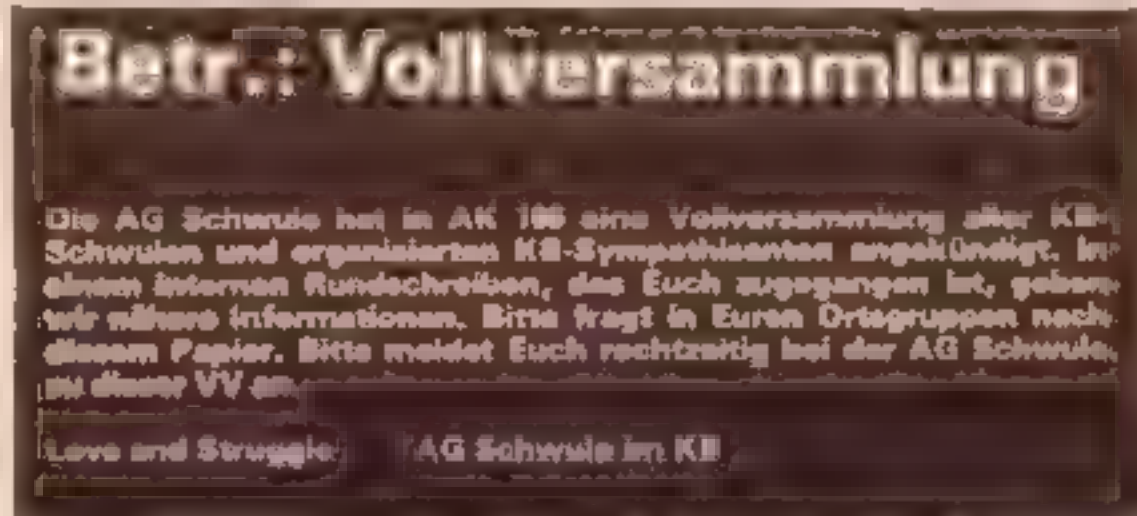 Betr.: Vollversammlung
Die AG Schwule hat in AK eine Vollversammlung aller KB-
Schwulen und organisierten KB-Sympathisanten angekündigt. In
einem internen Rundschreiben, das Euch zugegangen ist, geben
wir nähere Informationen. Bitte fragt in Euren Ortsgruppen nach
diesem Papier. Bitte meldet Euch rechtzeitig bei der AG Schwule
zu dieser VV an.
Love and Struggle AG Schwule im KB